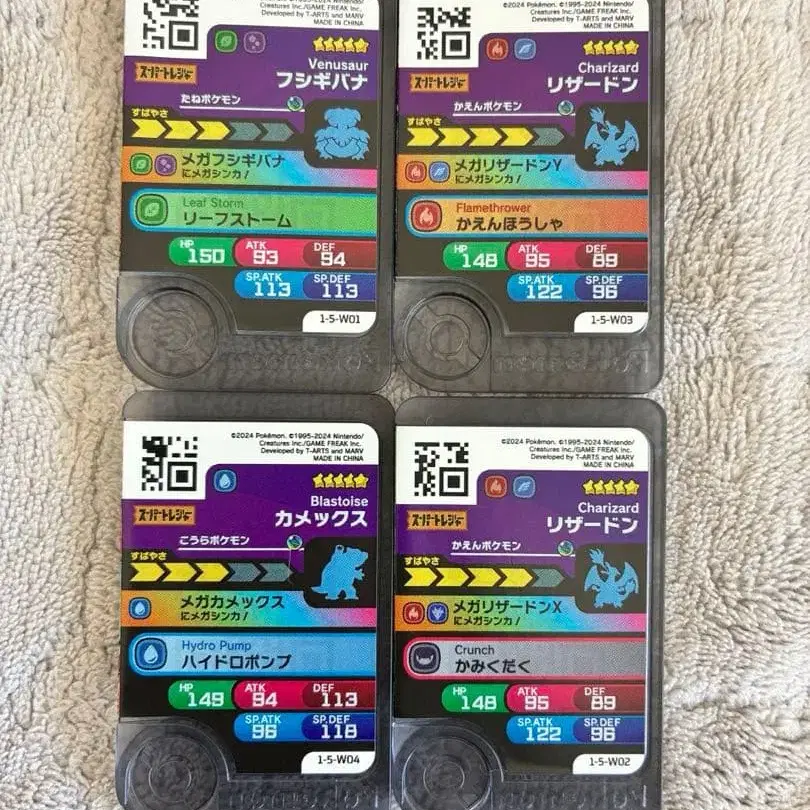 ©1995-2024 Nintendo/
Creatures Inc./GAME FREAK Inc.
Developed by T-ARTS and MARV
MADE IN CHINA
Venusaur
スーパートレジャー
フシギバナ
たねポケモン
すばやさ
メガフシギバナ
にメガシンカ!
Leaf Storm
リーフストーム
HP 150
ATK 93
DEF 94
SP.ATK 113
SP.DEF 113
1-5-W01
©2024 Pokémon. ©1995-2024 Nintendo/
Creatures Inc./GAME FREAK Inc.
Developed by T-ARTS and MARV
MADE IN CHINA
Charizard
スーパートレジャー
リザードン
かえんポケモン
すばやさ
メガリザードンY
にメガシンカ!
Flamethrower
かえんほうしゃ
HP 148
ATK 95
DEF 89
SP.ATK 122
SP.DEF 96
1-5-W03
©2024 Pokémon. ©1995-2024 Nintendo/
Creatures Inc./GAME FREAK Inc.
Developed by T-ARTS and MARV
MADE IN CHINA
Blastoise
スーパートレジャー
カメックス
こうらポケモン
すばやさ
メガカメックス
にメガシンカ!
Hydro Pump
ハイドロポンプ
HP 149
ATK 94
DEF 113
SP.ATK 96
SP.DEF 118
1-5-W04
©2024 Pokémon. ©1995-2024 Nintendo/
Creatures Inc./GAME FREAK Inc.
Developed by T-ARTS and MARV
MADE IN CHINA
Charizard
スーパートレジャー
リザードン
かえんポケモン
すばやさ
メガリザードンX
にメガシンカ!
Crunch
かみくだく
HP 148
ATK 95
DEF 89
SP.ATK 122
SP.DEF 96
1-5-W02